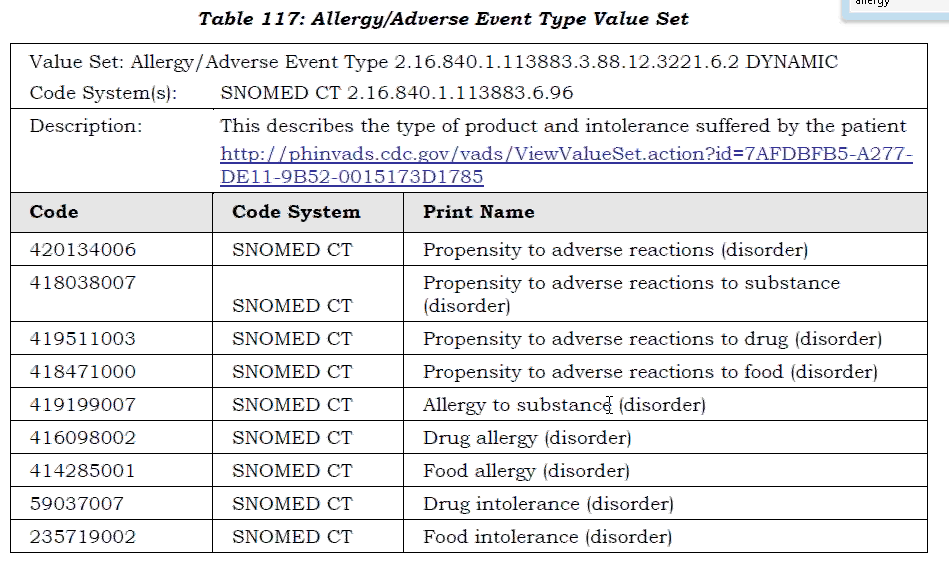 allergy
Table 117: Allergy/Adverse Event Type Value Set
Value Set: Allergy/Adverse Event Type 2.16.840.1.113883.3.88.12.3221.6.2 DYNAMIC
Code System(s): SNOMED CT 2.16.840.1.113883.6.96
Description: This describes the type of product and intolerance suffered by the patient
http://phinvads.cdc.gov/vads/ViewValueSet.action?id=7AFDBFB5-A277-
DE11-9B52-0015173D1785
Code Code System Print Name
420134006 SNOMED CT Propensity to adverse reactions (disorder)
418038007 SNOMED CT Propensity to adverse reactions to substance
(disorder)
419511003 SNOMED CT Propensity to adverse reactions to drug (disorder)
418471000 SNOMED CT Propensity to adverse reactions to food (disorder)
419199007 SNOMED CT Allergy to substance (disorder)
416098002 SNOMED CT Drug allergy (disorder)
414285001 SNOMED CT Food allergy (disorder)
59037007 SNOMED CT Drug intolerance (disorder)
235719002 SNOMED CT Food intolerance (disorder)